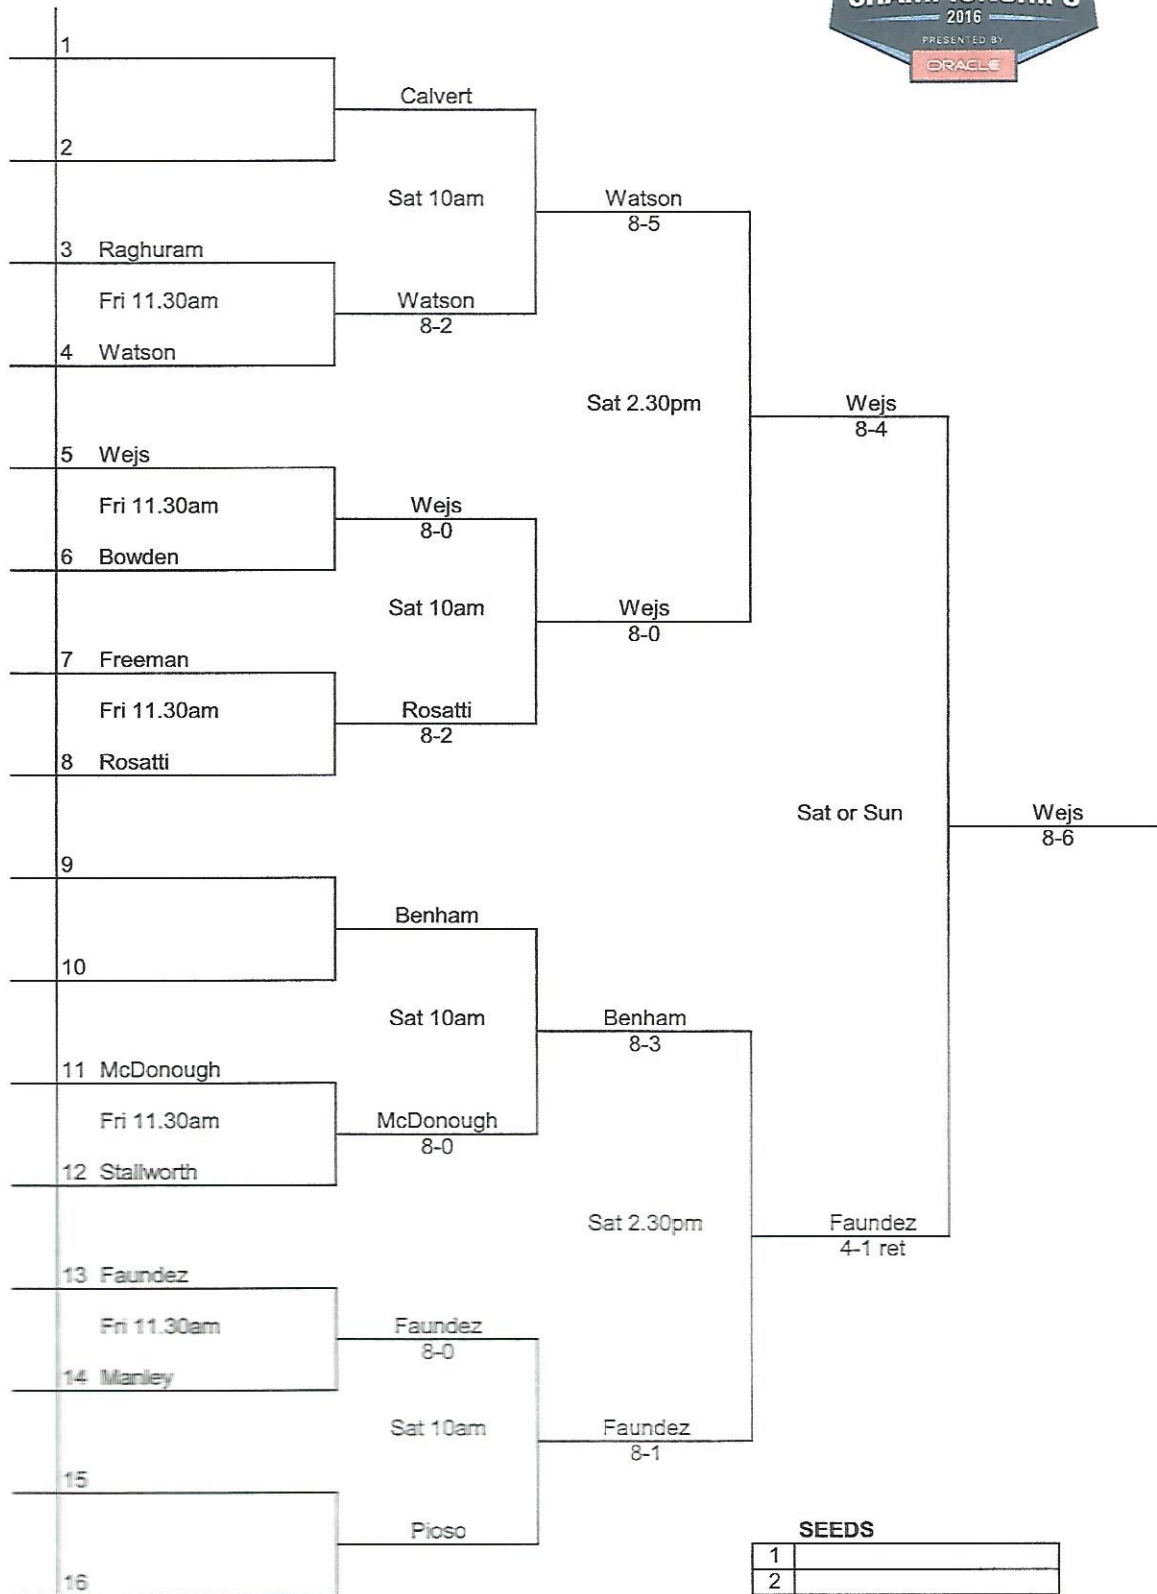 CHAMPIONSHIPS
2016
PRESENTED BY
ORACLE
1
Calvert
2
Sat 10am
Watson
8-5
3 Raghuram
Fri 11.30am
Watson
8-2
4 Watson
Sat 2.30pm
Wejs
8-4
5 Wejs
Fri 11.30am
Wejs
8-0
6 Bowden
Sat 10am
Wejs
8-0
7 Freeman
Fri 11.30am
Rosatti
8-2
8 Rosatti
Sat or Sun
Wejs
8-6
9
Benham
10
Sat 10am
Benham
8-3
11 McDonough
Fri 11.30am
McDonough
8-0
12 Stallworth
Sat 2.30pm
Faundez
4-1 ret
13 Faundez
Fri 11.30am
Faundez
8-0
14 Manley
Sat 10am
Faundez
8-1
15
Pioso
16
SEEDS
1
2